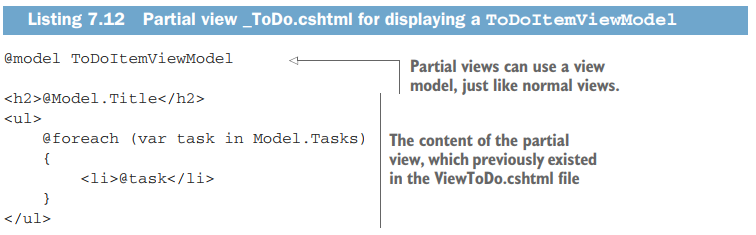 Listing 7.12 Partial view _ToDo.cshtml for displaying a ToDoItemViewModel
@model ToDoItemViewModel
Partial views can use a view
model, just like normal views.
<h2>@Model.Title</h2>
<ul>
@foreach (var task in Model.Tasks)
{
<li>@task</li>
}
</ul>
The content of the partial
view, which previously existed
in the ViewToDo.cshtml file